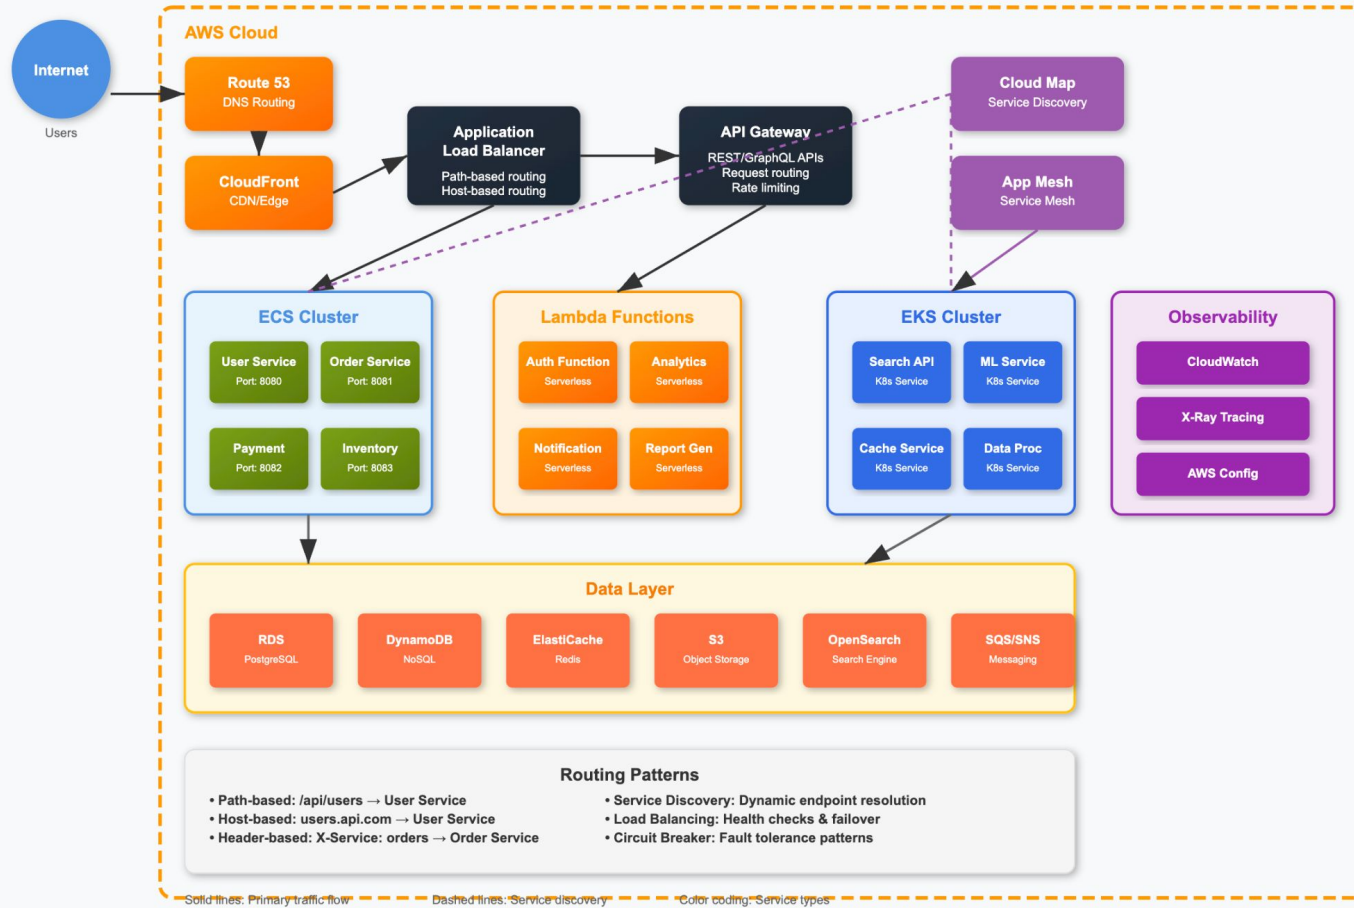 AWS Cloud
Internet
Users
Route 53
DNS Routing
CloudFront
CDN/Edge
Application
Load Balancer
Path-based routing
Host-based routing
API Gateway
REST/GraphQL APIs
Request routing
Rate limiting
Cloud Map
Service Discovery
App Mesh
Service Mesh
ECS Cluster
User Service
Port: 8080
Order Service
Port: 8081
Payment
Port: 8082
Inventory
Port: 8083
Lambda Functions
Auth Function
Serverless
Analytics
Serverless
Notification
Serverless
Report Gen
Serverless
EKS Cluster
Search API
K8s Service
ML Service
K8s Service
Cache Service
K8s Service
Data Proc
K8s Service
Observability
CloudWatch
X-Ray Tracing
AWS Config
Data Layer
RDS
PostgreSQL
DynamoDB
NoSQL
ElastiCache
Redis
S3
Object Storage
OpenSearch
Search Engine
SQS/SNS
Messaging
Routing Patterns
• Path-based: /api/users → User Service
• Host-based: users.api.com → User Service
• Header-based: X-Service: orders → Order Service
• Service Discovery: Dynamic endpoint resolution
• Load Balancing: Health checks & failover
• Circuit Breaker: Fault tolerance patterns
Solid lines: Primary traffic flow
Dashed lines: Service discovery
Color coding: Service types